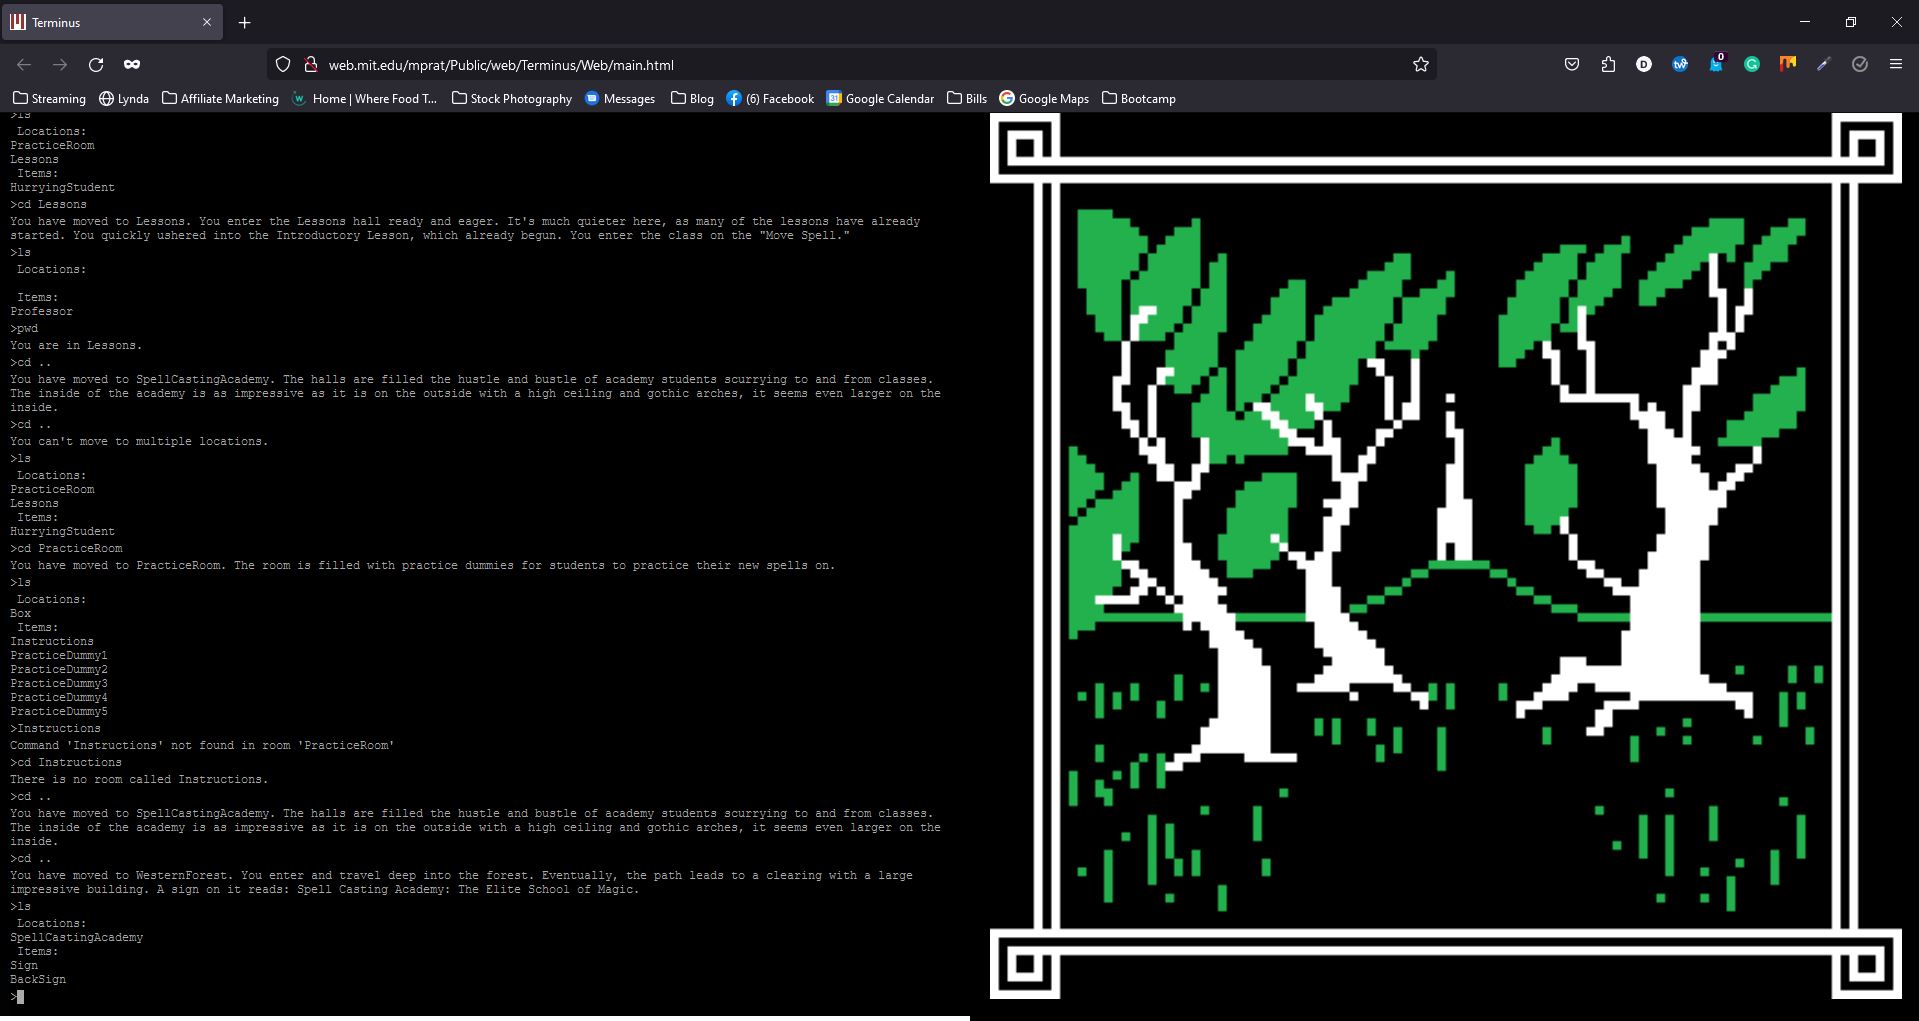 Terminus
web.mit.edu/mprat/Public/web/Terminus/Web/main.html
0
Streaming Lynda Affiliate Marketing Home | Where Food T... Stock Photography Messages Blog (6) Facebook Google Calendar Bills Google Maps Bootcamp
>ls
Locations:
PracticeRoom
Lessons
Items:
HurryingStudent
>cd Lessons
You have moved to Lessons. You enter the Lessons hall ready and eager. It's much quieter here, as many of the lessons have already
started. You quickly ushered into the Introductory Lesson, which already begun. You enter the class on the "Move Spell."
>ls
Locations:
Items:
Professor
>pwd
You are in Lessons.
>cd ..
You have moved to SpellCastingAcademy. The halls are filled the hustle and bustle of academy students scurrying to and from classes.
The inside of the academy is as impressive as it is on the outside with a high ceiling and gothic arches, it seems even larger on the
inside.
>cd ..
You can't move to multiple locations.
>ls
Locations:
PracticeRoom
Lessons
Items:
HurryingStudent
>cd PracticeRoom
You have moved to PracticeRoom. The room is filled with practice dummies for students to practice their new spells on.
>ls
Locations:
Box
Items:
Instructions
PracticeDummy1
PracticeDummy2
PracticeDummy3
PracticeDummy4
PracticeDummy5
>Instructions
Command 'Instructions' not found in room 'PracticeRoom'
>cd Instructions
There is no room called Instructions.
>cd ..
You have moved to SpellCastingAcademy. The halls are filled the hustle and bustle of academy students scurrying to and from classes.
The inside of the academy is as impressive as it is on the outside with a high ceiling and gothic arches, it seems even larger on the
inside.
>cd ..
You have moved to WesternForest. You enter and travel deep into the forest. Eventually, the path leads to a clearing with a large
impressive building. A sign on it reads: Spell Casting Academy: The Elite School of Magic.
>ls
Locations:
SpellCastingAcademy
Items:
Sign
BackSign
>